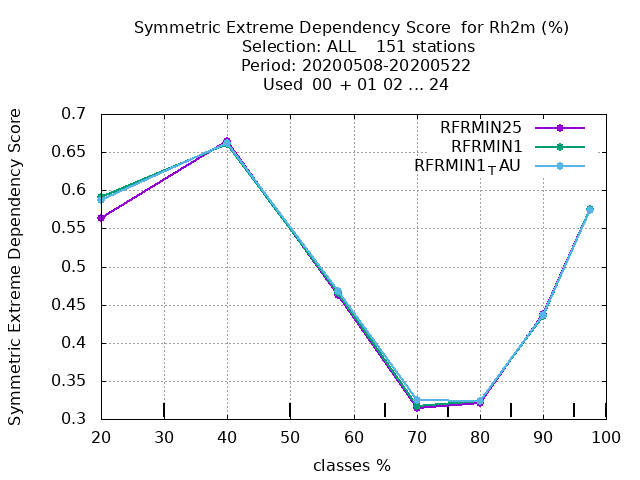 Symmetric Extreme Dependency Score  for Rh2m (%)
Selection: ALL    151 stations
Period: 20200508-20200522
Used  00 + 01 02 ... 24
Symmetric Extreme Dependency Score
0.7
0.65
0.6
0.55
0.5
0.45
0.4
0.35
0.3
RFRMIN25
RFRMIN1
RFRMIN1TAU
20 30 40 50 60 70 80 90 100
classes %